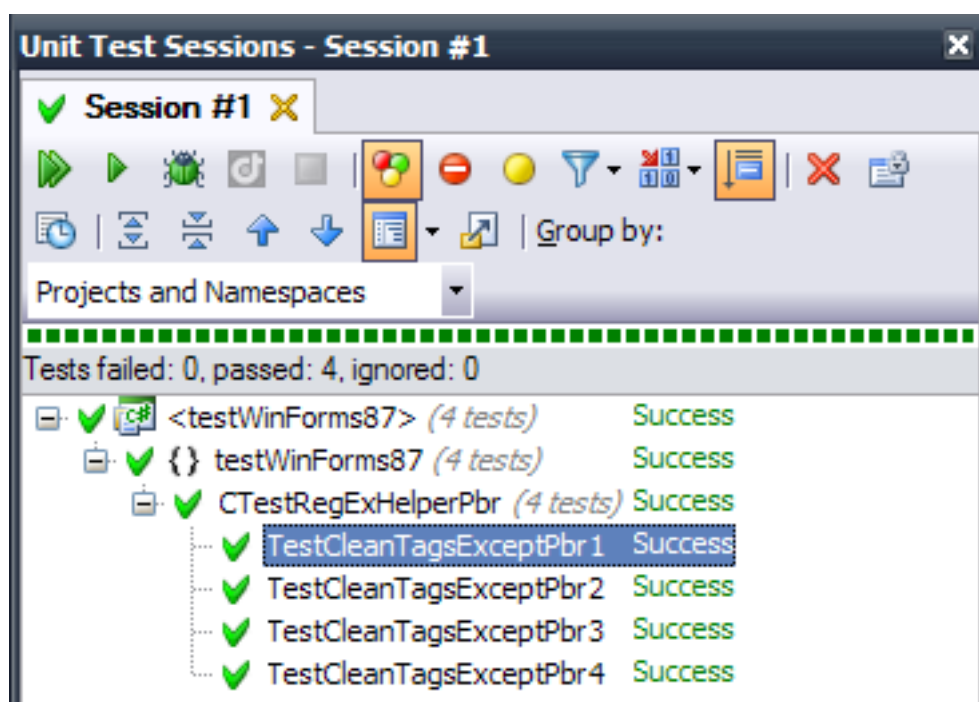 Unit Test Sessions - Session #1
Session #1
Group by:
Projects and Namespaces
Tests failed: 0, passed: 4, ignored: 0
<testWinForms87> (4 tests) Success
{} testWinForms87 (4 tests) Success
CTestRegExHelperPbr (4 tests) Success
TestCleanTagsExceptPbr1 Success
TestCleanTagsExceptPbr2 Success
TestCleanTagsExceptPbr3 Success
TestCleanTagsExceptPbr4 Success